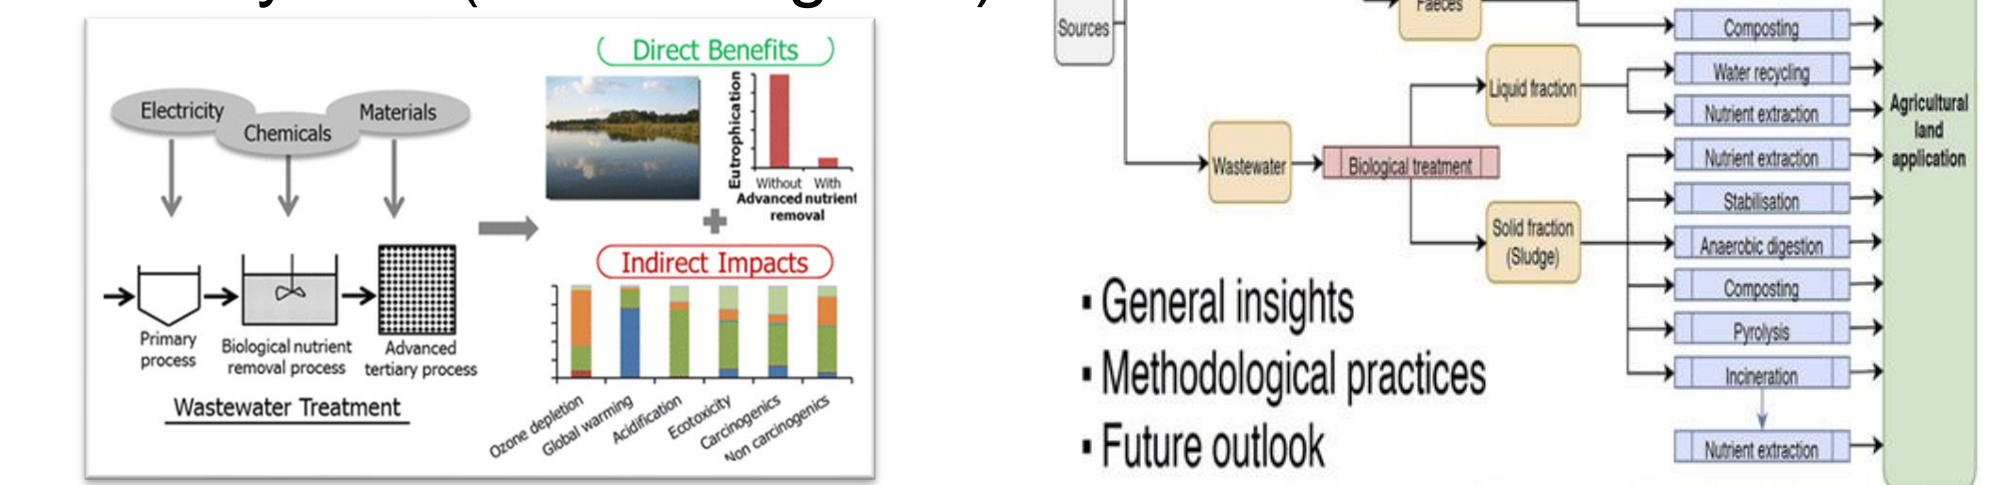 Direct Benefits
Electricity
Chemicals
Materials
Eutrophication
Without With
Advanced nutrient
removal
Indirect Impacts
Primary
process
Biological nutrient
removal process
Advanced
tertiary process
Wastewater Treatment
Ozone depletion
Global warming
Acidification
Ecotoxicity
Carcinogenics
Non carcinogenics
Sources
Faeces
Composting
Liquid fraction
Water recycling
Nutrient extraction
Agricultural
land
application
Wastewater
Biological treatment
Nutrient extraction
Stabilisation
Solid fraction
(Sludge)
Anaerobic digestion
Composting
Pyrolysis
Incineration
Nutrient extraction
▪ General insights
▪ Methodological practices
▪ Future outlook